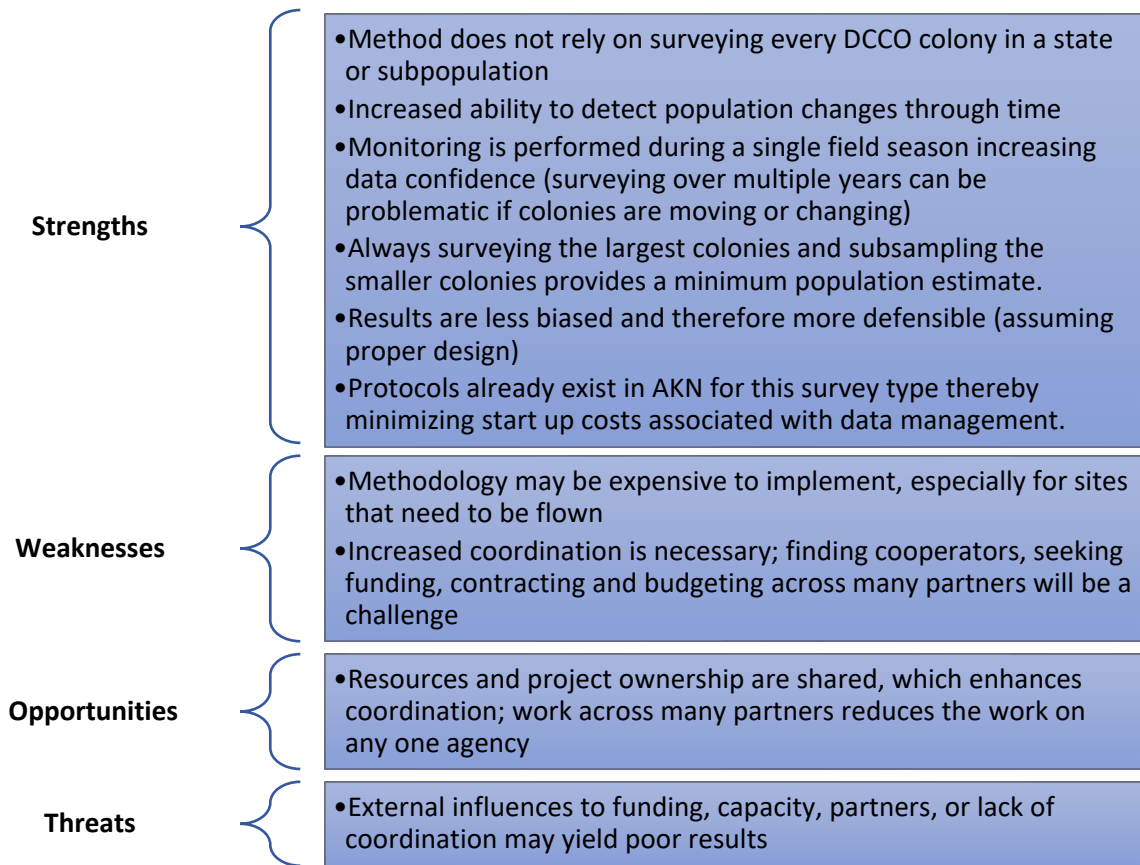 Strengths
•Method does not rely on surveying every DCCO colony in a state
or subpopulation
•Increased ability to detect population changes through time
•Monitoring is performed during a single field season increasing
data confidence (surveying over multiple years can be
problematic if colonies are moving or changing)
•Always surveying the largest colonies and subsampling the
smaller colonies provides a minimum population estimate.
•Results are less biased and therefore more defensible (assuming
proper design)
•Protocols already exist in AKN for this survey type thereby
minimizing start up costs associated with data management.
Weaknesses
•Methodology may be expensive to implement, especially for sites
that need to be flown
•Increased coordination is necessary; finding cooperators, seeking
funding, contracting and budgeting across many partners will be a
challenge
Opportunities
•Resources and project ownership are shared, which enhances
coordination; work across many partners reduces the work on
any one agency
Threats
•External influences to funding, capacity, partners, or lack of
coordination may yield poor results